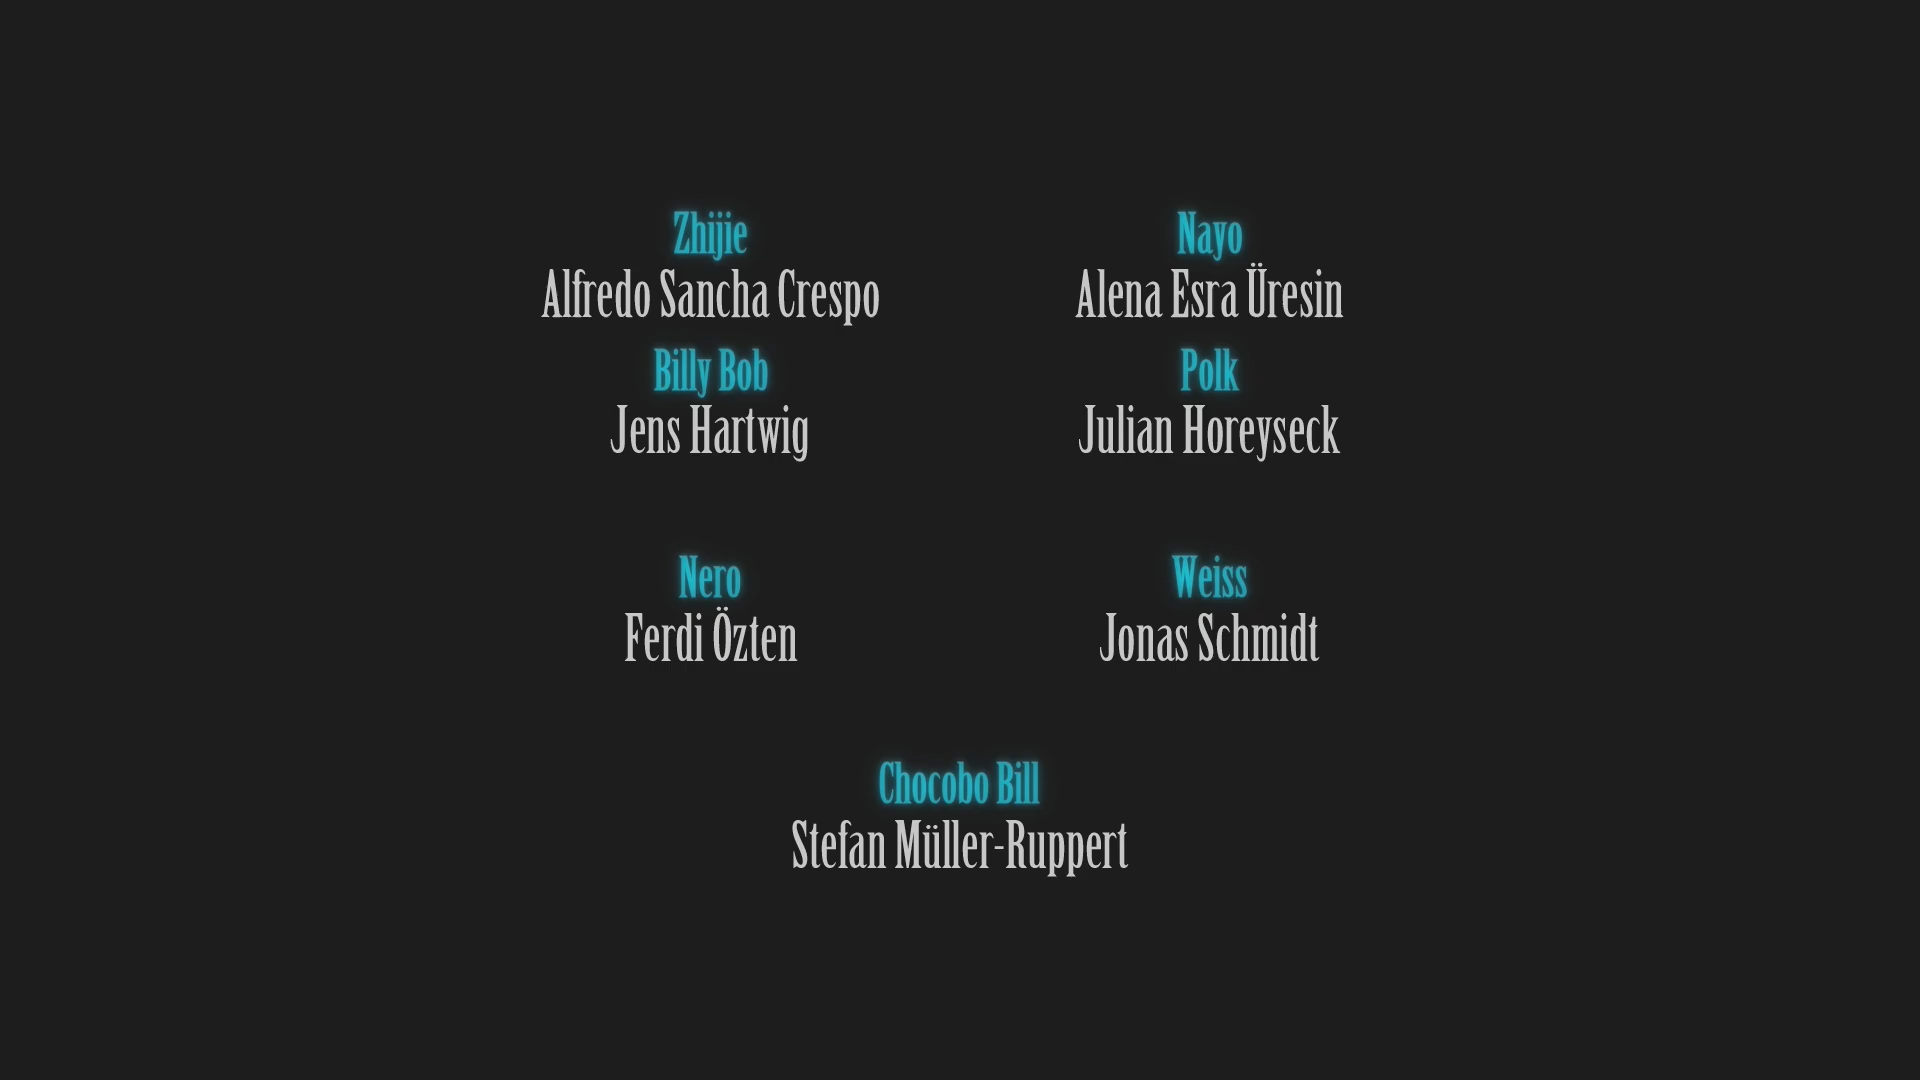 Zhijie
Alfredo Sancha Crespo
Nayo
Alena Esra Üresin
Billy Bob
Jens Hartwig
Polk
Julian Horeyseck
Nero
Ferdi Özten
Weiss
Jonas Schmidt
Chocobo Bill
Stefan Müller-Ruppert